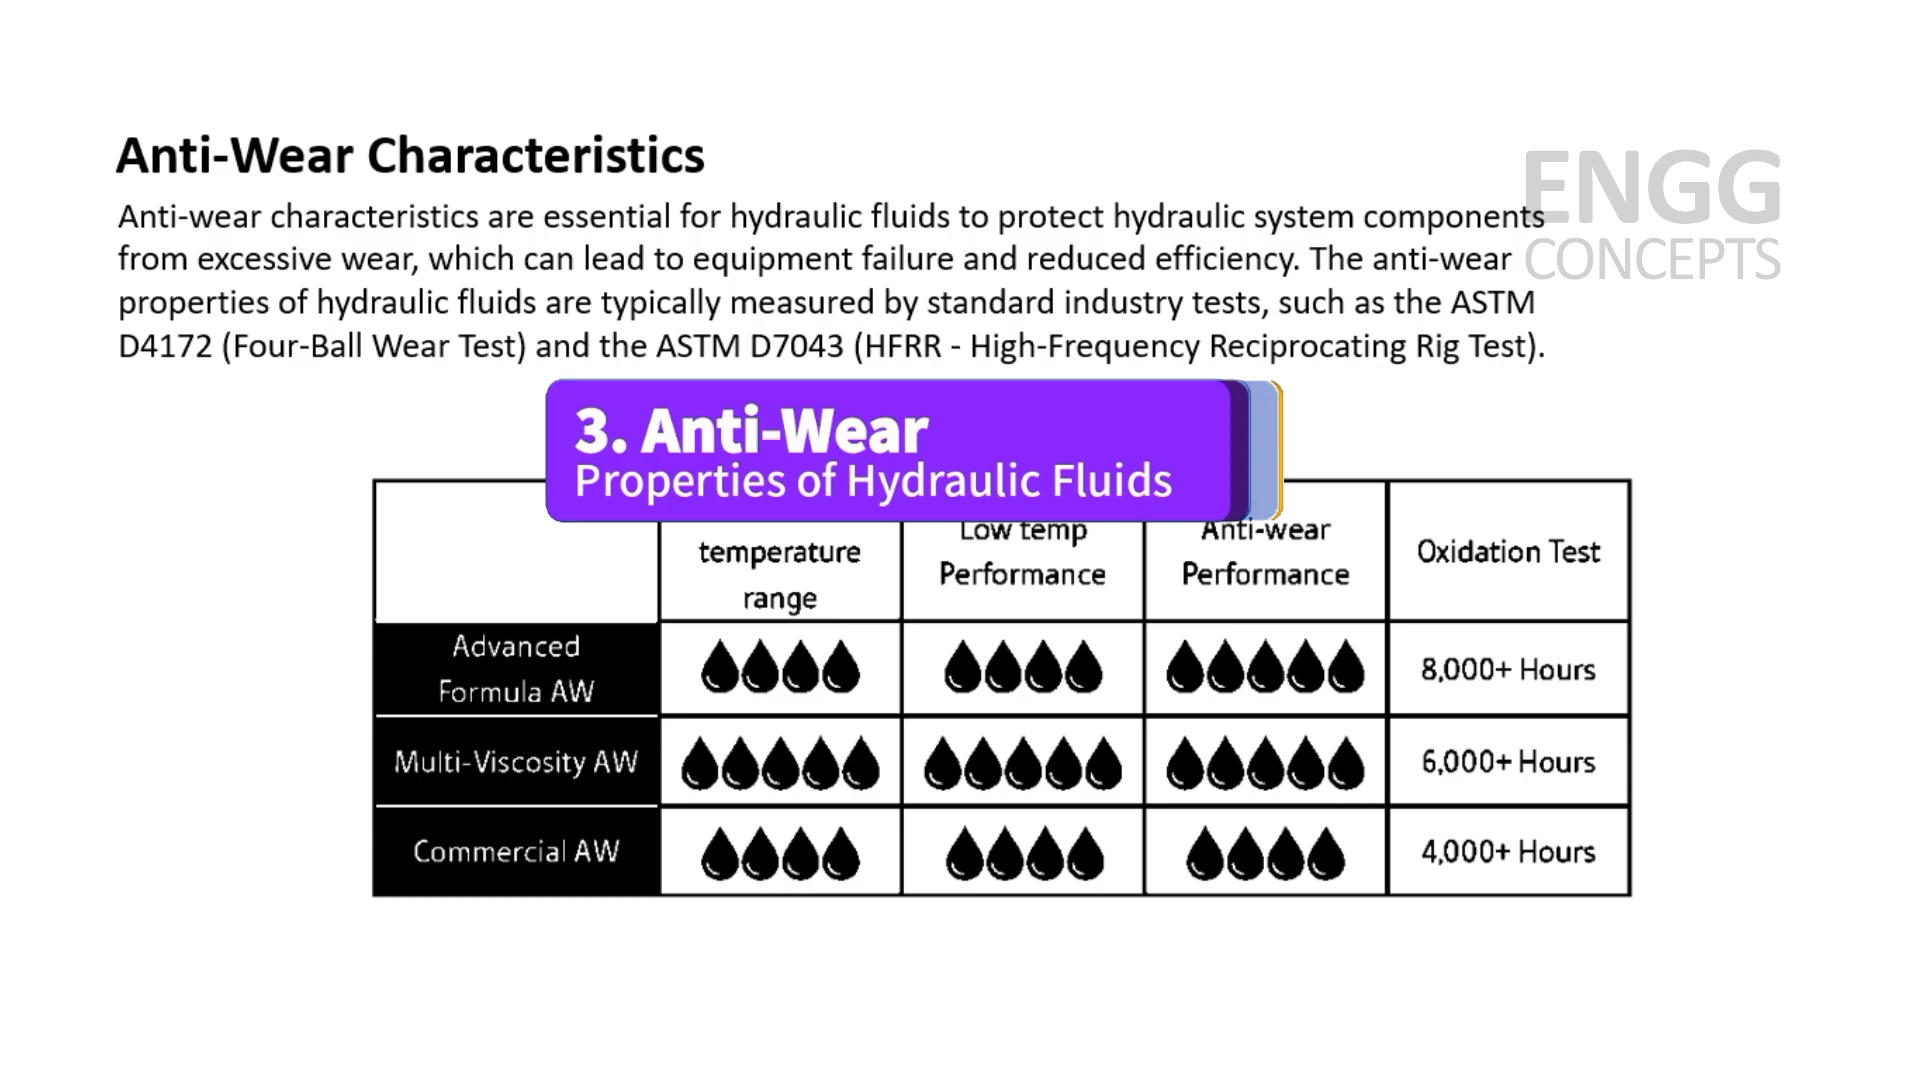 Anti-Wear Characteristics
Anti-wear characteristics are essential for hydraulic fluids to protect hydraulic system components
from excessive wear, which can lead to equipment failure and reduced efficiency. The anti-wear
properties of hydraulic fluids are typically measured by standard industry tests, such as the ASTM
D4172 (Four-Ball Wear Test) and the ASTM D7043 (HFRR - High-Frequency Reciprocating Rig Test).
ENGG
CONCEPTS
3. Anti-Wear
Properties of Hydraulic Fluids
temperature
range
Low temp
Performance
Anti-wear
Performance
Oxidation Test
Advanced
Formula AW
8,000+ Hours
Multi-Viscosity AW
6,000+ Hours
Commercial AW
4,000+ Hours